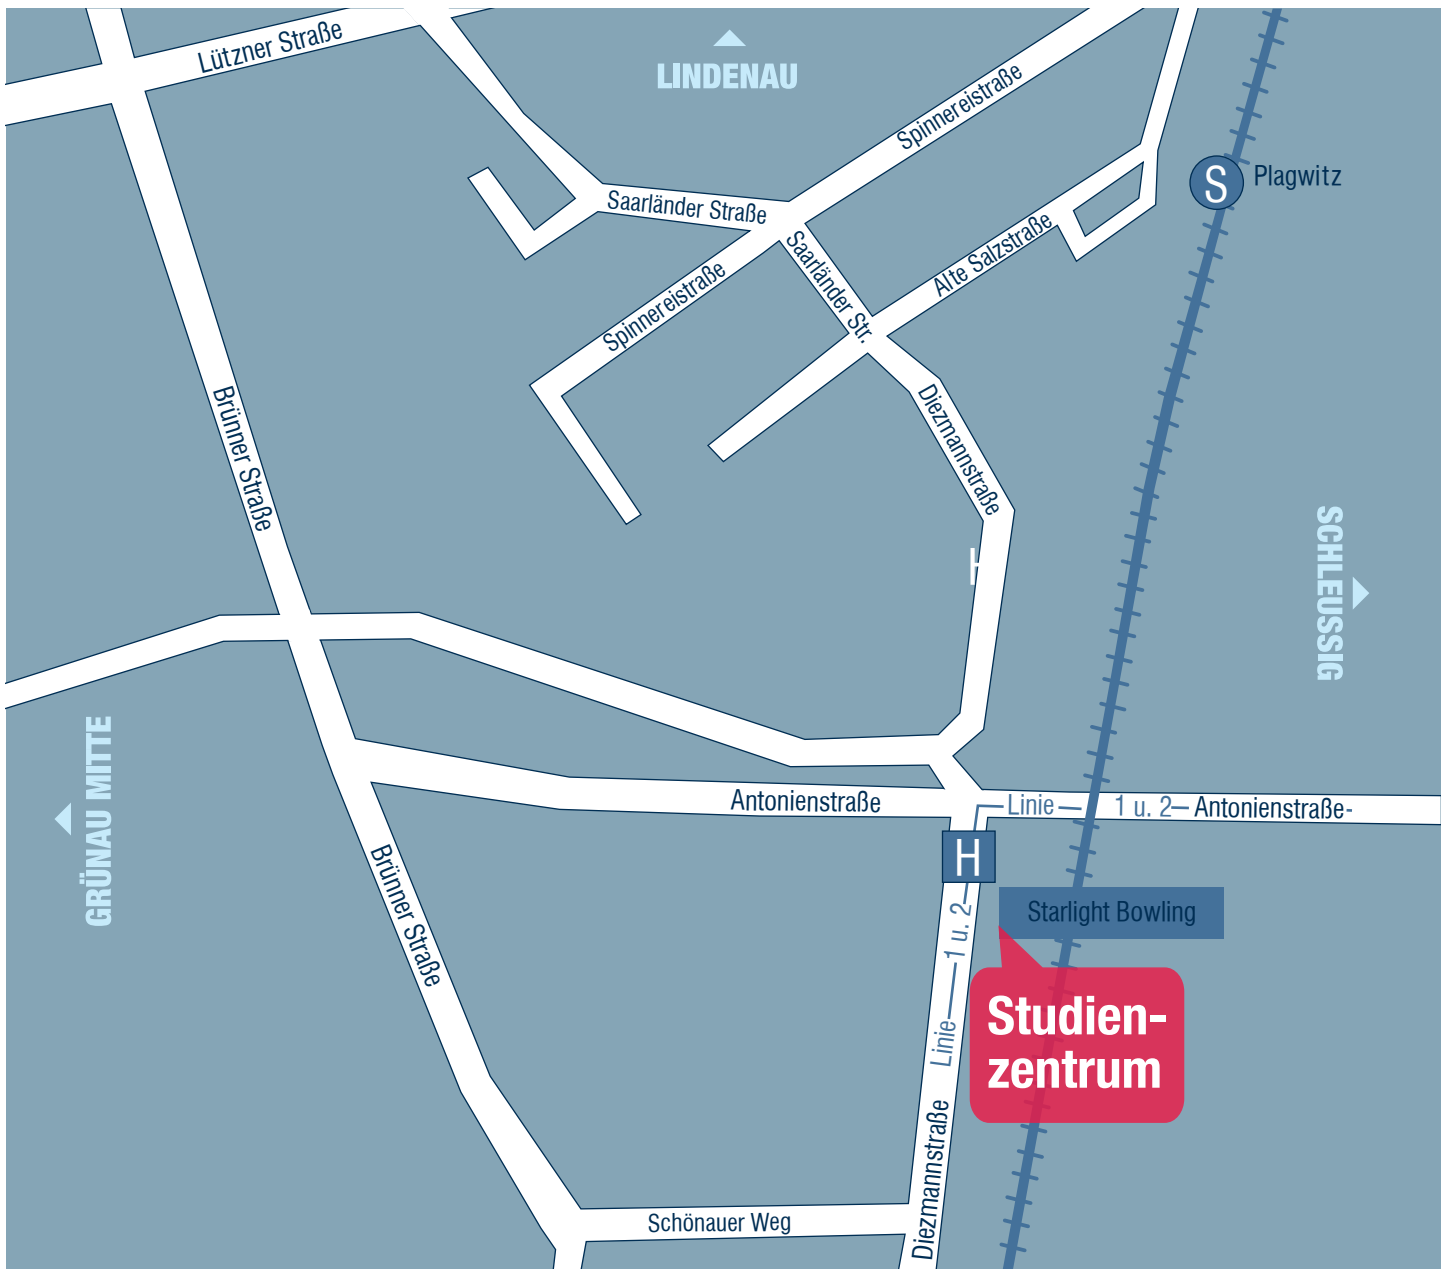 Lützner Straße
LINDENAU
Spinnereistraße
Saarländer Straße
S
Plagwitz
Saarländer Str.
Alte Salzstraße
Spinnereistraße
Brünner Straße
Diezmannstraße
H
SCHLEUSSIG
GRÜNAU MITTE
Antonienstraße
Linie
1 u. 2
Antonienstraße-
H
Starlight Bowling
1 u. 2
Linie
Brünner Straße
Studien-
zentrum
Diezmannstraße
Schönauer Weg